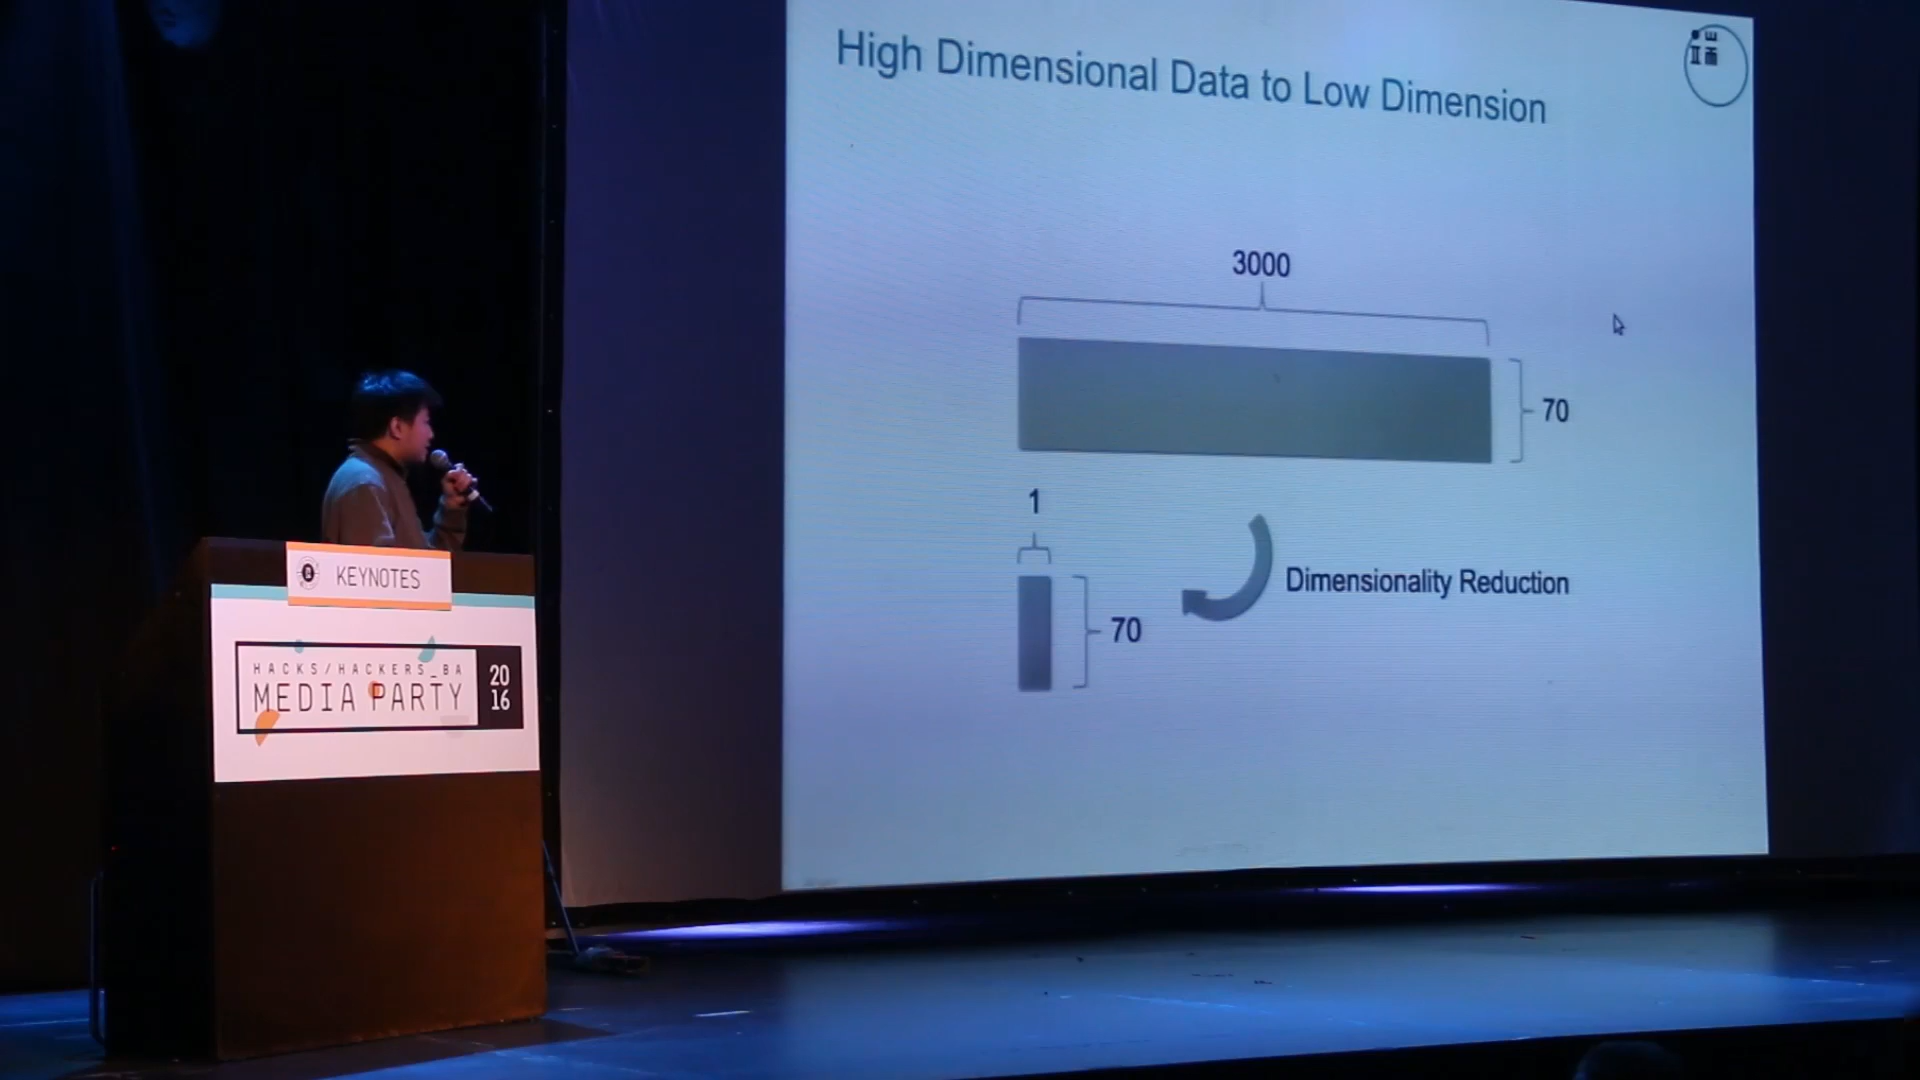 High Dimensional Data to Low Dimension
3000
70
1
70
Dimensionality Reduction
KEYNOTES
HACKS/HACKERS_BA
MEDIA PARTY
20
16